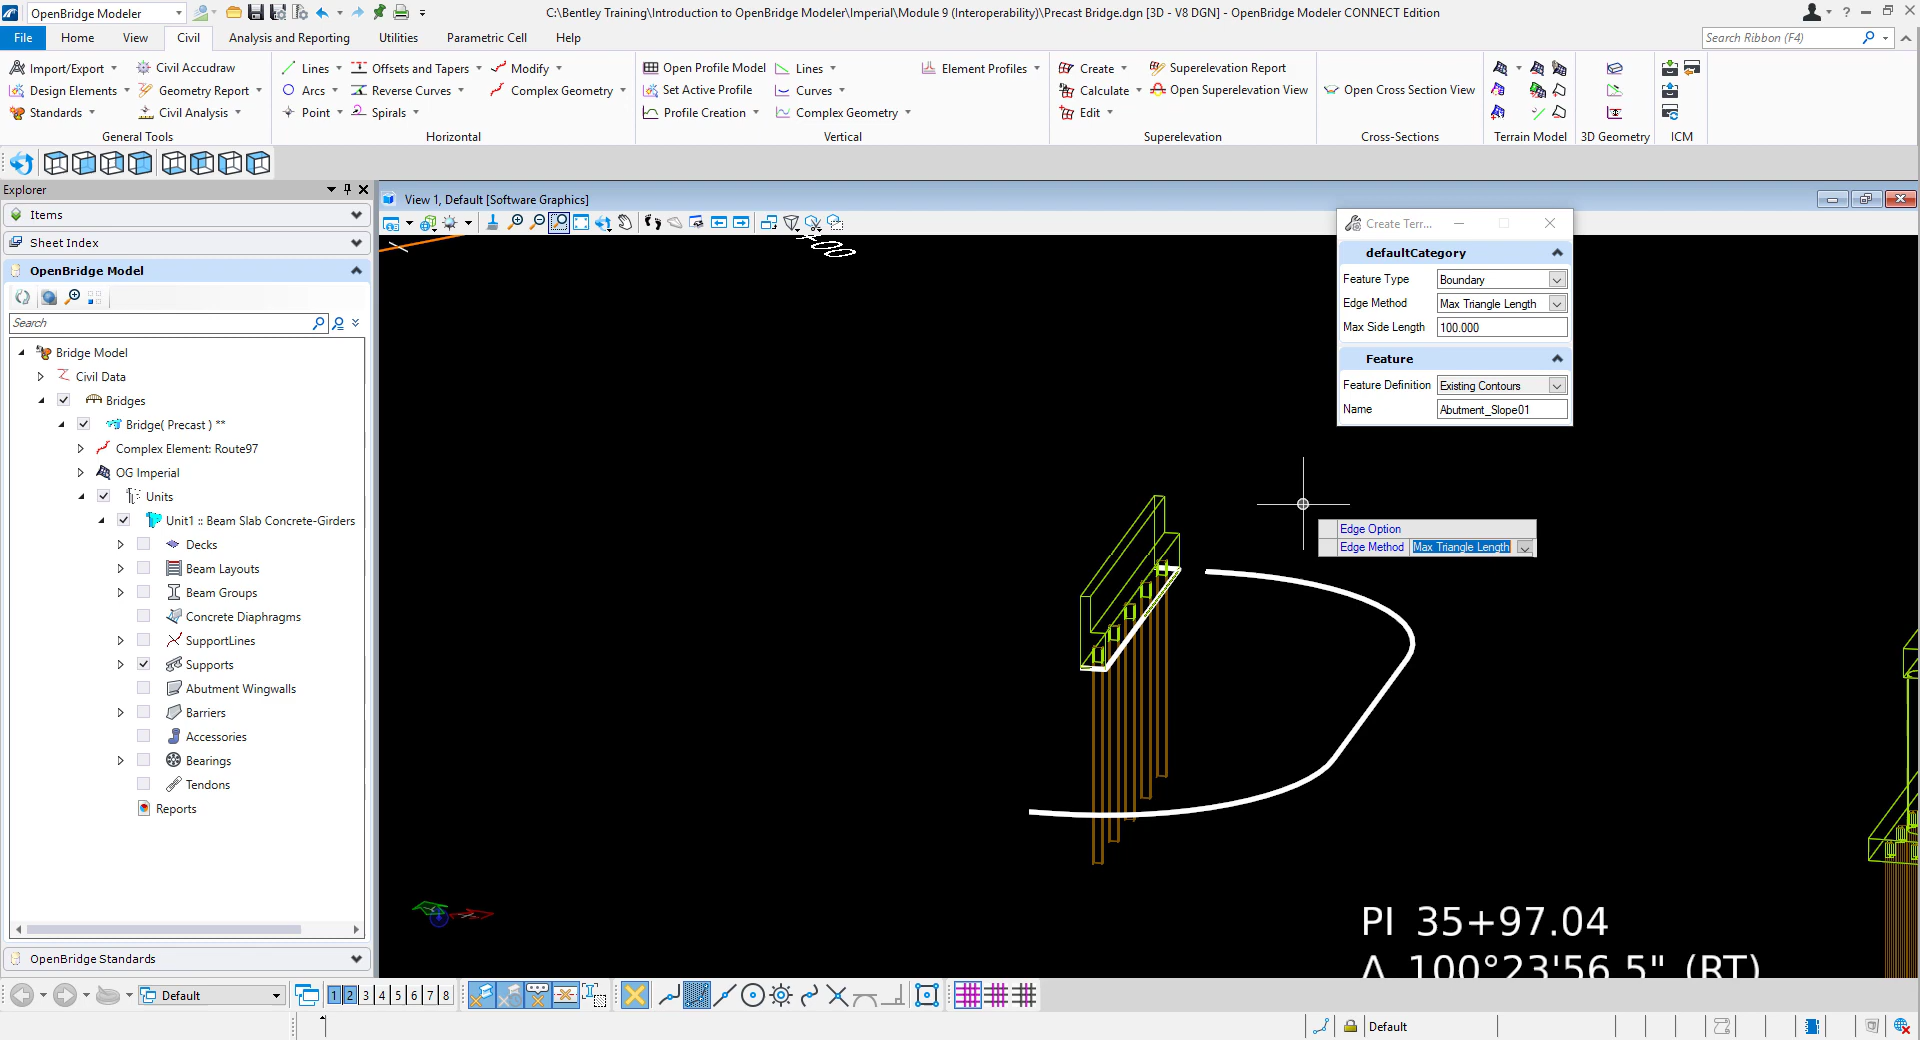 OpenBridge Modeler
C:\Bentley Training\Introduction to OpenBridge Modeler\Imperial\Module 9 (Interoperability)\Precast Bridge.dgn [3D - V8 DGN] - OpenBridge Modeler CONNECT Edition
File Home View Civil Analysis and Reporting Utilities Parametric Cell Help
Search Ribbon (F4)
Import/Export Civil Accudraw Lines Offsets and Tapers Modify Open Profile Model Lines Element Profiles Create Superelevation Report
Design Elements Geometry Report Arcs Reverse Curves Complex Geometry Set Active Profile Curves Calculate Open Superelevation View Open Cross Section View
Standards Civil Analysis Point Spirals Profile Creation Complex Geometry Edit
General Tools Horizontal Vertical Superelevation Cross-Sections Terrain Model 3D Geometry ICM
Explorer
Items
Sheet Index
OpenBridge Model
Search
Bridge Model
Civil Data
Bridges
Bridge( Precast ) **
Complex Element: Route97
OG Imperial
Units
Unit1 :: Beam Slab Concrete-Girders
Decks
Beam Layouts
Beam Groups
Concrete Diaphragms
SupportLines
Supports
Abutment Wingwalls
Barriers
Accessories
Bearings
Tendons
Reports
OpenBridge Standards
View 1, Default [Software Graphics]
Create Terr...
defaultCategory
Feature Type Boundary
Edge Method Max Triangle Length
Max Side Length 100.000
Feature
Feature Definition Existing Contours
Name Abutment_Slope01
Edge Option
Edge Method Max Triangle Length
PI 35+97.04
Δ 100°23'56.5" (RT)
Default 1 2 3 4 5 6 7 8
Default